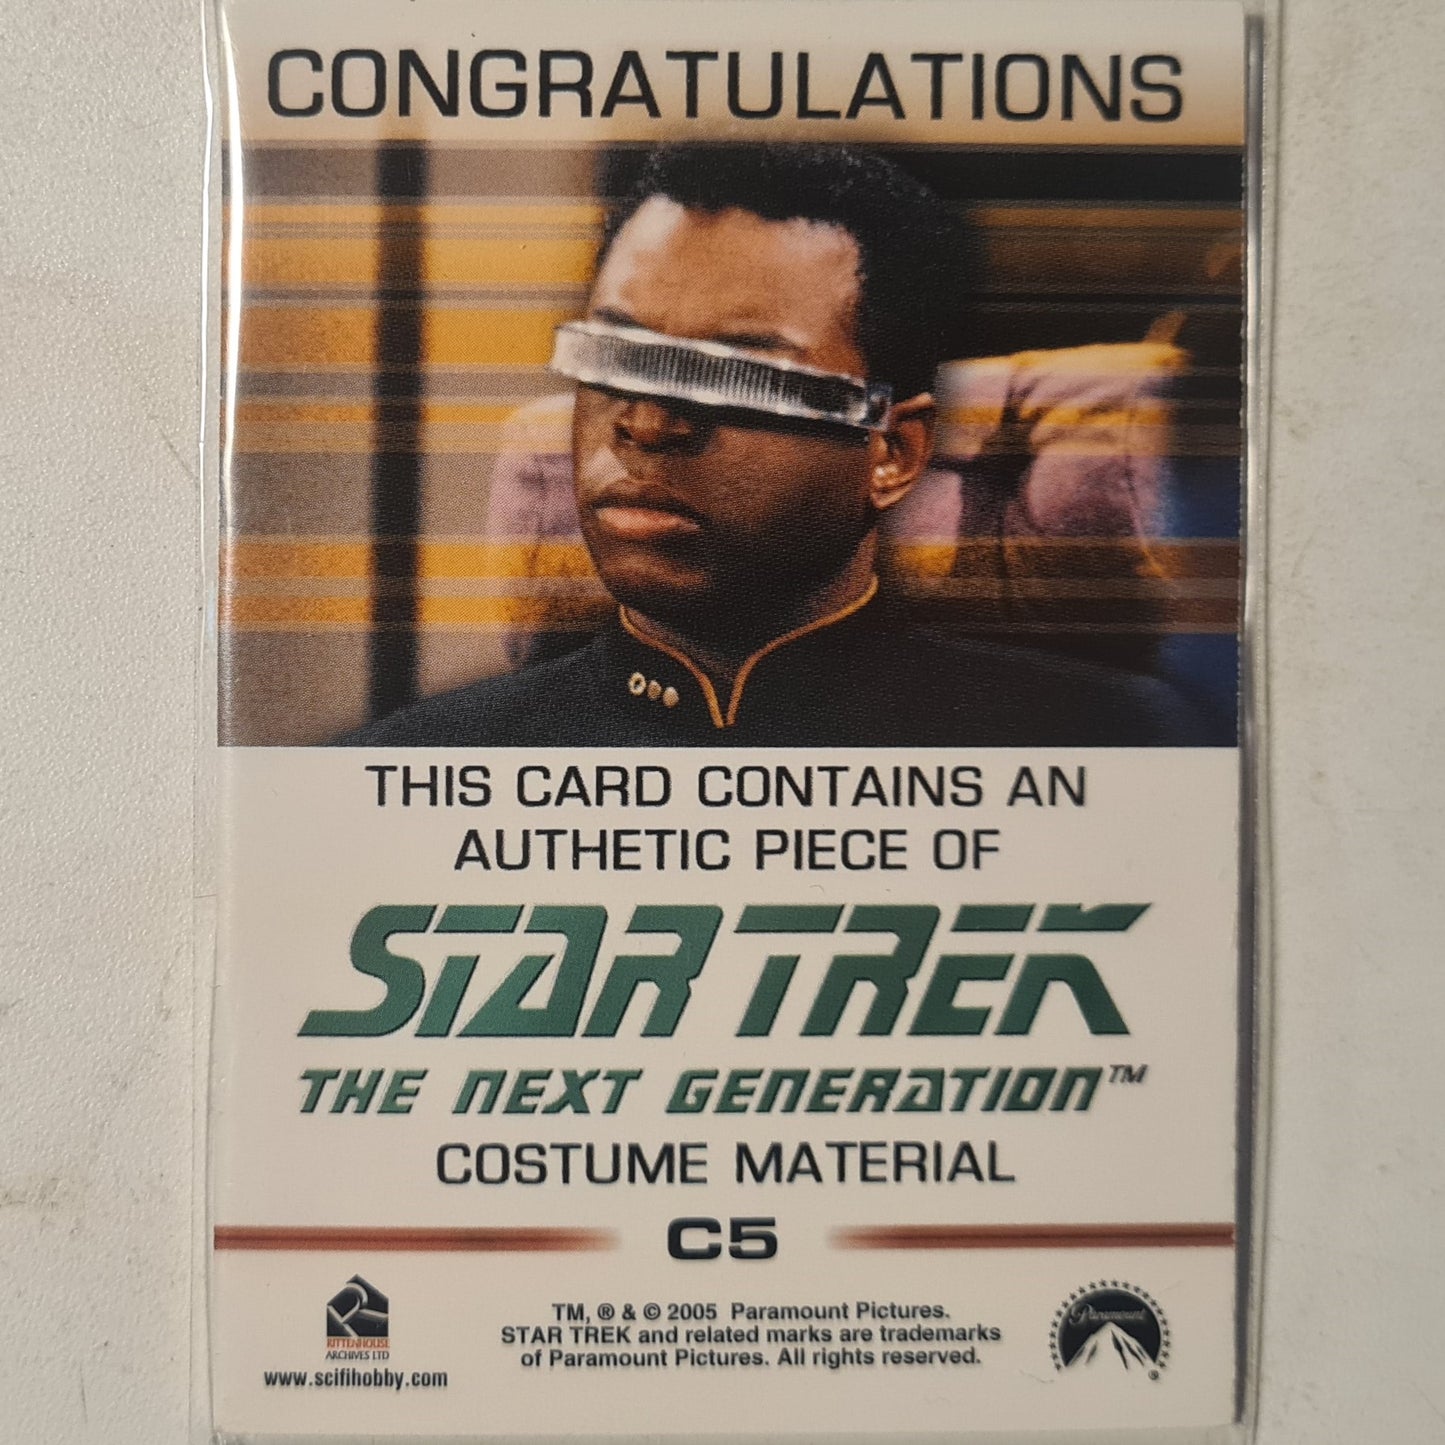 CONGRATULATIONS
THIS CARD CONTAINS AN
AUTHETIC PIECE OF
STAR TREK
THE NEXT GENERATION™
COSTUME MATERIAL
C5
RITTENHOUSE
ARCHIVES LTD
www.scifihobby.com
TM, ® & © 2005 Paramount Pictures.
STAR TREK and related marks are trademarks
of Paramount Pictures. All rights reserved.
Paramount
®